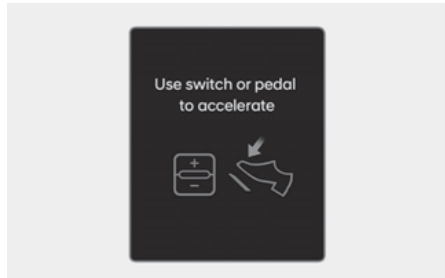 Use switch or pedal
to accelerate
+
−